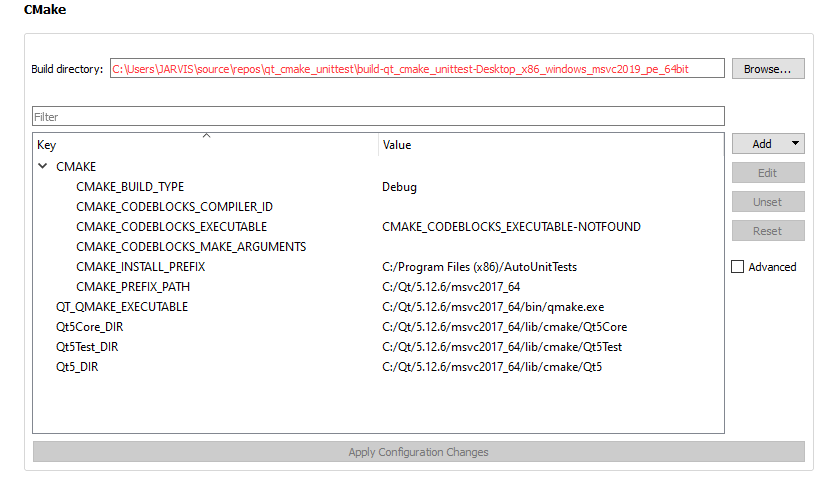 CMake
Build directory: C:\Users\JARVIS\source\repos\qt_cmake_unittest\build-qt_cmake_unittest-Desktop_x86_windows_msvc2019_pe_64bit Browse...
Filter
Key Value Add
CMAKE
CMAKE_BUILD_TYPE Debug Edit
CMAKE_CODEBLOCKS_COMPILER_ID Unset
CMAKE_CODEBLOCKS_EXECUTABLE CMAKE_CODEBLOCKS_EXECUTABLE-NOTFOUND Reset
CMAKE_CODEBLOCKS_MAKE_ARGUMENTS
CMAKE_INSTALL_PREFIX C:/Program Files (x86)/AutoUnitTests Advanced
CMAKE_PREFIX_PATH C:/Qt/5.12.6/msvc2017_64
QT_QMAKE_EXECUTABLE C:/Qt/5.12.6/msvc2017_64/bin/qmake.exe
Qt5Core_DIR C:/Qt/5.12.6/msvc2017_64/lib/cmake/Qt5Core
Qt5Test_DIR C:/Qt/5.12.6/msvc2017_64/lib/cmake/Qt5Test
Qt5_DIR C:/Qt/5.12.6/msvc2017_64/lib/cmake/Qt5
Apply Configuration Changes